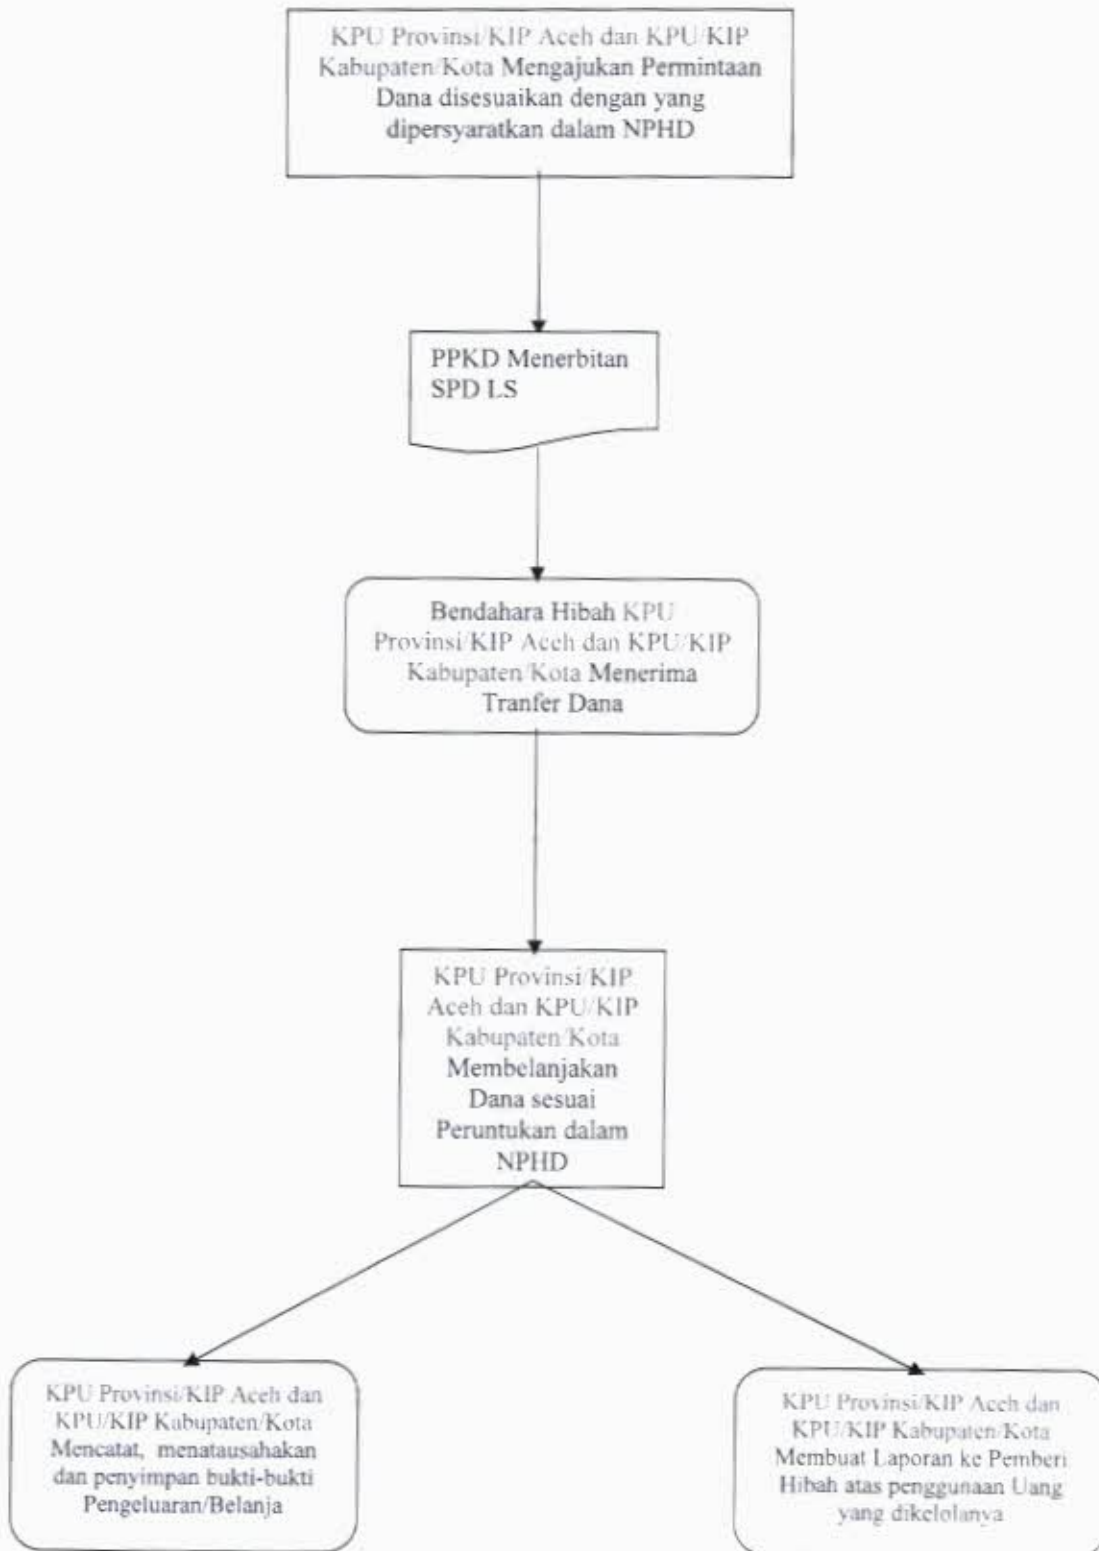 KPU Provinsi/KIP Aceh dan KPU/KIP
Kabupaten/Kota Mengajukan Permintaan
Dana disesuaikan dengan yang
dipersyaratkan dalam NPHD
PPKD Menerbitan
SPD LS
Bendahara Hibah KPU
Provinsi/KIP Aceh dan KPU/KIP
Kabupaten/Kota Menerima
Tranfer Dana
KPU Provinsi/KIP
Aceh dan KPU/KIP
Kabupaten/Kota
Membelanjakan
Dana sesuai
Peruntukan dalam
NPHD
KPU Provinsi/KIP Aceh dan
KPU/KIP Kabupaten/Kota
Mencatat, menatausahakan
dan penyimpan bukti-bukti
Pengeluaran/Belanja
KPU Provinsi/KIP Aceh dan
KPU/KIP Kabupaten/Kota
Membuat Laporan ke Pemberi
Hibah atas penggunaan Uang
yang dikelolanya